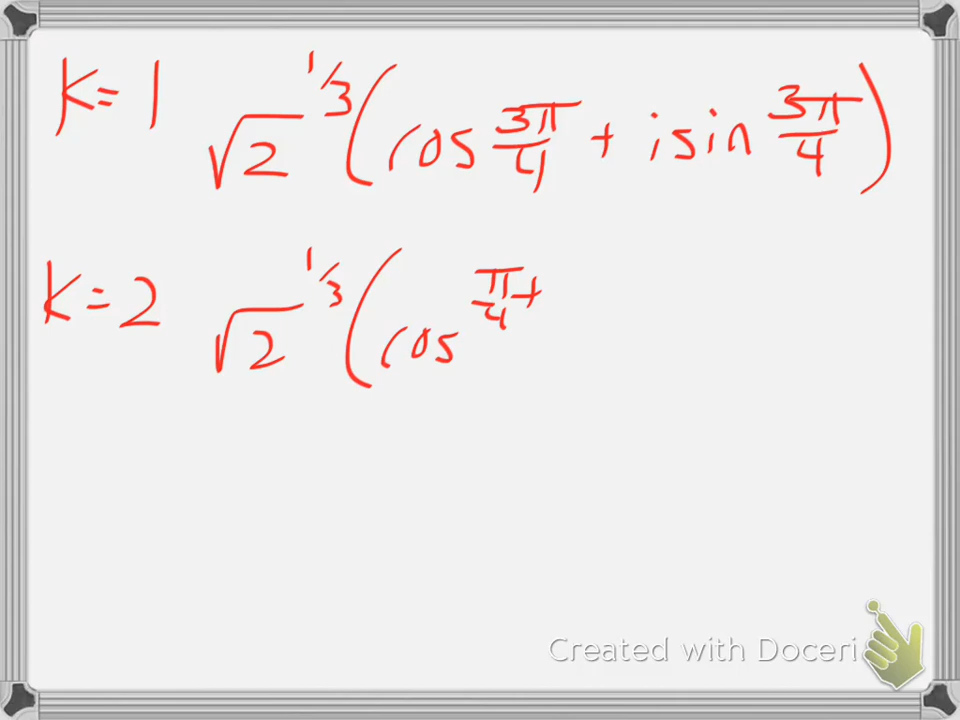 K=1 √2^1/3 (cos 3π/4 + i sin 3π/4)
K=2 √2^1/3 (cos π/4 +
Created with Doceri